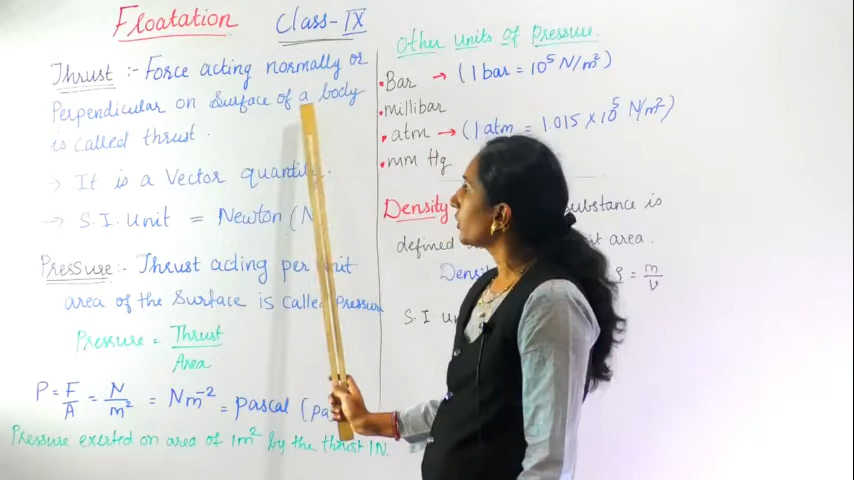 Floatation Class-IX
Thrust :- Force acting normally or
Perpendicular on Surface of a body
is called thrust.
→ It is a Vector quantit
→ S.I. Unit = Newton (N
Pressure:- Thrust acting per unit
area of the Surface is called Pressure
Pressure = Thrust/Area
P = F/A = N/m² = Nm⁻² = pascal (pa
Pressure exerted on area of 1m² by the thrust 1N.
Other units of Pressure.
• Bar → (1 bar = 10⁵ N/m²)
• millibar
• atm → (1 atm = 1.015 × 10⁵ N/m²)
• mm Hg
Density substance is
defined it area.
Densit ρ = m/v
S.I. un